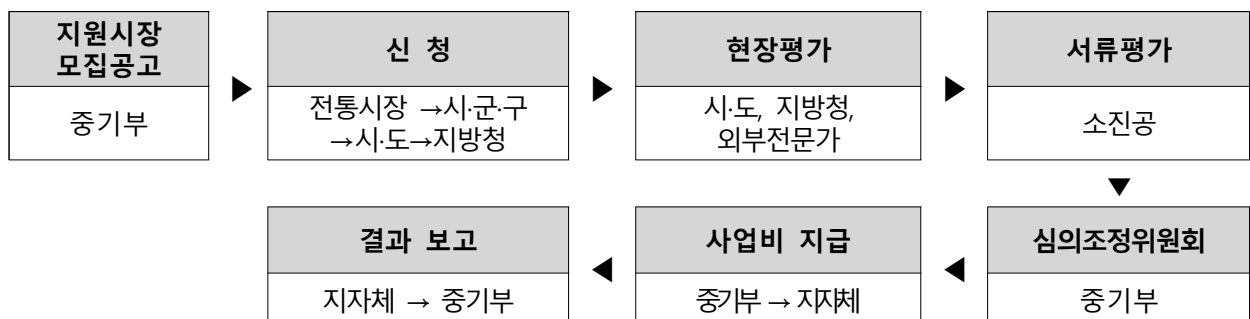 지원시장
모집공고
중기부
▶
신 청
전통시장 →시·군·구
→시·도→지방청
▶
현장평가
시·도, 지방청,
외부전문가
▶
서류평가
소진공
▼
심의조정위원회
중기부
◀
사업비 지급
중기부 → 지자체
◀
결과 보고
지자체 → 중기부